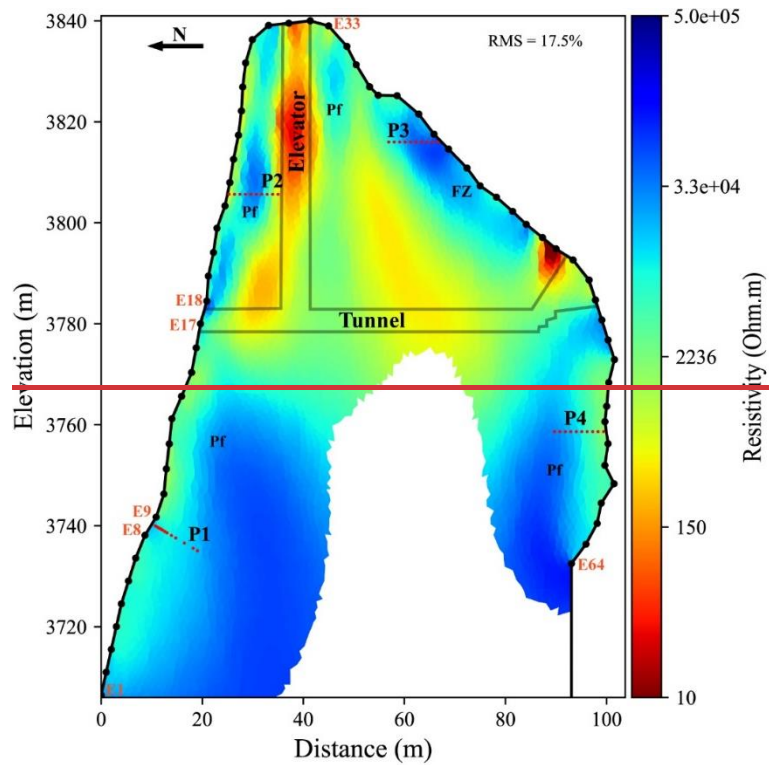 3840
3820
3800
3780
3760
3740
3720
Elevation (m)
0
20
40
60
80
100
Distance (m)
N
E33
RMS = 17.5%
Elevator
Pf
P3
P2
Pf
FZ
E18
E17
Tunnel
P4
Pf
Pf
E9
E8
P1
E64
E1
5.0e+05
3.3e+04
2236
150
10
Resistivity (Ohm.m)